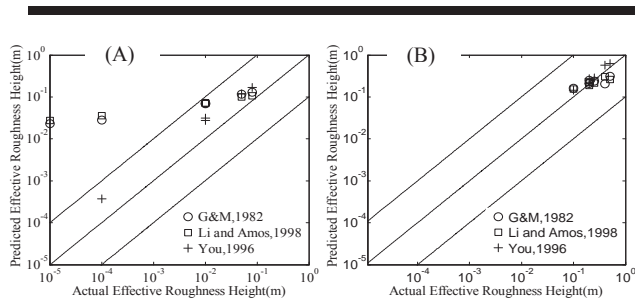 (A)
(B)
Predicted Effective Roughness Height(m)
10^0
10^-1
10^-2
10^-3
10^-4
10^-5
G&M,1982
Li and Amos,1998
You,1996
10^-5
10^-4
10^-3
10^-2
10^-1
10^0
Actual Effective Roughness Height(m)
Predicted Effective Roughness Height(m)
10^0
10^-1
10^-2
10^-3
10^-4
10^-5
G&M,1982
Li and Amos,1998
You,1996
10^-4
10^-3
10^-2
10^-1
10^0
Actual Effective Roughness Height(m)